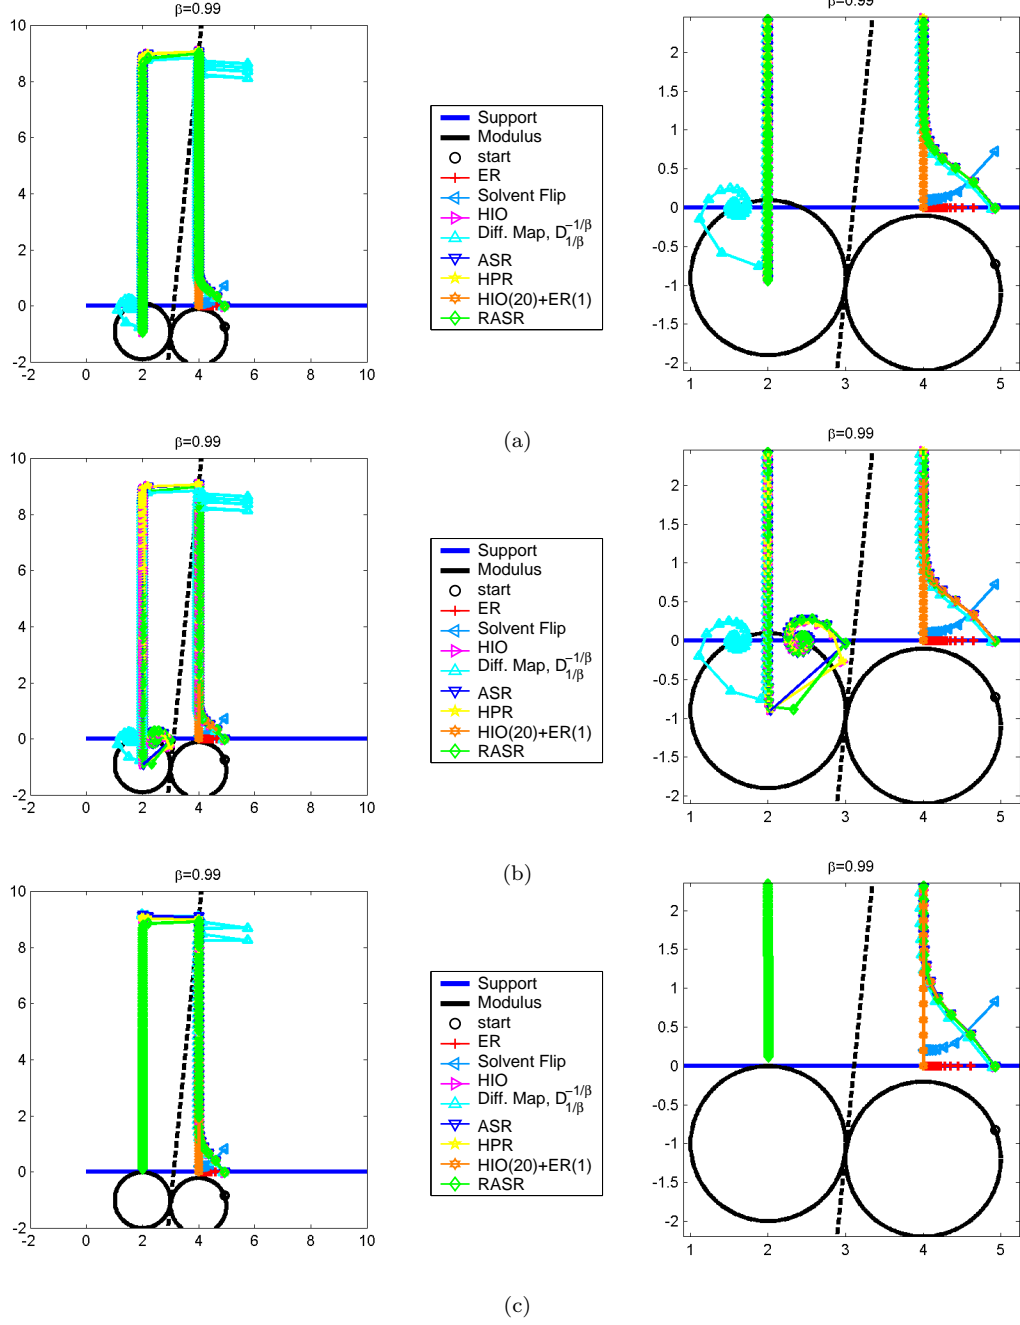 β=0.99
10
8
6
4
2
0
-2
-2 0 2 4 6 8 10
Support
Modulus
start
ER
Solvent Flip
HIO
Diff. Map, D_{1/β}^{-1/β}
ASR
HPR
HIO(20)+ER(1)
RASR
β=0.99
2
1.5
1
0.5
0
-0.5
-1
-1.5
-2
1 2 3 4 5
(a)
β=0.99
10
8
6
4
2
0
-2
-2 0 2 4 6 8 10
Support
Modulus
start
ER
Solvent Flip
HIO
Diff. Map, D_{1/β}^{-1/β}
ASR
HPR
HIO(20)+ER(1)
RASR
β=0.99
2
1.5
1
0.5
0
-0.5
-1
-1.5
-2
1 2 3 4 5
(b)
β=0.99
10
8
6
4
2
0
-2
-2 0 2 4 6 8 10
Support
Modulus
start
ER
Solvent Flip
HIO
Diff. Map, D_{1/β}^{-1/β}
ASR
HPR
HIO(20)+ER(1)
RASR
β=0.99
2
1.5
1
0.5
0
-0.5
-1
-1.5
-2
1 2 3 4 5
(c)